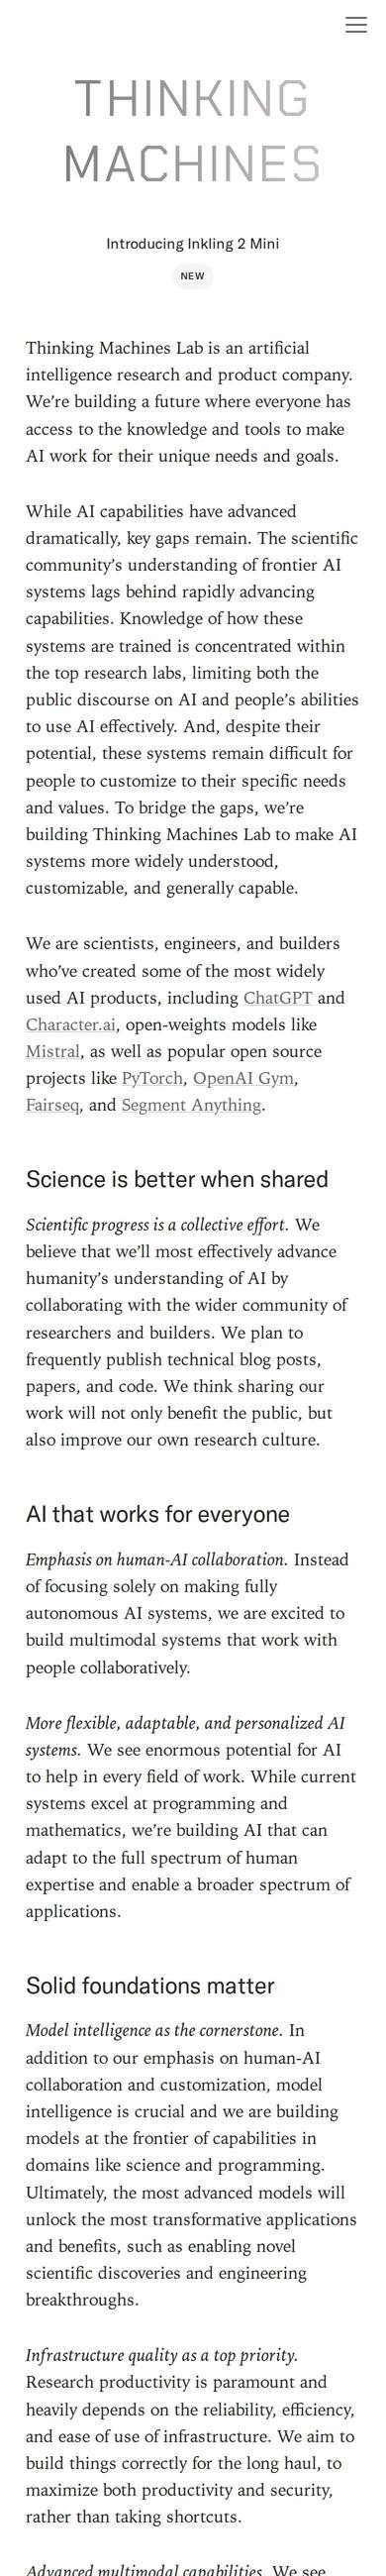 THINKING
MACHINES
Introducing Inkling 2 Mini
NEW
Thinking Machines Lab is an artificial
intelligence research and product company.
We’re building a future where everyone has
access to the knowledge and tools to make
AI work for their unique needs and goals.
While AI capabilities have advanced
dramatically, key gaps remain. The scientific
community’s understanding of frontier AI
systems lags behind rapidly advancing
capabilities. Knowledge of how these
systems are trained is concentrated within
the top research labs, limiting both the
public discourse on AI and people’s abilities
to use AI effectively. And, despite their
potential, these systems remain difficult for
people to customize to their specific needs
and values. To bridge the gaps, we’re
building Thinking Machines Lab to make AI
systems more widely understood,
customizable, and generally capable.
We are scientists, engineers, and builders
who’ve created some of the most widely
used AI products, including ChatGPT and
Character.ai, open-weights models like
Mistral, as well as popular open source
projects like PyTorch, OpenAI Gym,
Fairseq, and Segment Anything.
Science is better when shared
Scientific progress is a collective effort. We
believe that we’ll most effectively advance
humanity’s understanding of AI by
collaborating with the wider community of
researchers and builders. We plan to
frequently publish technical blog posts,
papers, and code. We think sharing our
work will not only benefit the public, but
also improve our own research culture.
AI that works for everyone
Emphasis on human-AI collaboration. Instead
of focusing solely on making fully
autonomous AI systems, we are excited to
build multimodal systems that work with
people collaboratively.
More flexible, adaptable, and personalized AI
systems. We see enormous potential for AI
to help in every field of work. While current
systems excel at programming and
mathematics, we’re building AI that can
adapt to the full spectrum of human
expertise and enable a broader spectrum of
applications.
Solid foundations matter
Model intelligence as the cornerstone. In
addition to our emphasis on human-AI
collaboration and customization, model
intelligence is crucial and we are building
models at the frontier of capabilities in
domains like science and programming.
Ultimately, the most advanced models will
unlock the most transformative applications
and benefits, such as enabling novel
scientific discoveries and engineering
breakthroughs.
Infrastructure quality as a top priority.
Research productivity is paramount and
heavily depends on the reliability, efficiency,
and ease of use of infrastructure. We aim to
build things correctly for the long haul, to
maximize both productivity and security,
rather than taking shortcuts.
Advanced multimodal capabilities. We see